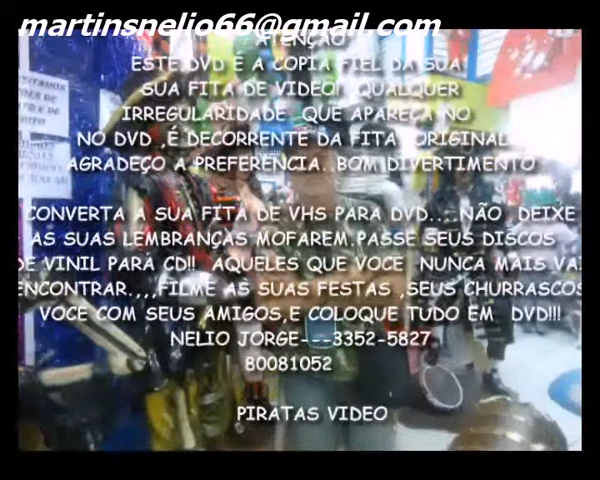 martinsnelio66@gmail.com
ATENÇÃO
ESTE DVD E A COPIA FIEL DA SUA
SUA FITA DE VIDEO! QUALQUER
IRREGULARIDADE QUE APAREÇA NO
NO DVD ,É DECORRENTE DA FITA ORIGINAL
AGRADEÇO A PREFERENCIA..BOM DIVERTIMENTO
CONVERTA A SUA FITA DE VHS PARA DVD....NÃO DEIXE
AS SUAS LEMBRANÇAS MOFAREM.PASSE SEUS DISCOS
DE VINIL PARA CD!! AQUELES QUE VOCE NUNCA MAIS VAI
ENCONTRAR.,,,FILME AS SUAS FESTAS ,SEUS CHURRASCOS
VOCE COM SEUS AMIGOS,E COLOQUE TUDO EM DVD!!!
NELIO JORGE---3352-5827
80081052
PIRATAS VIDEO